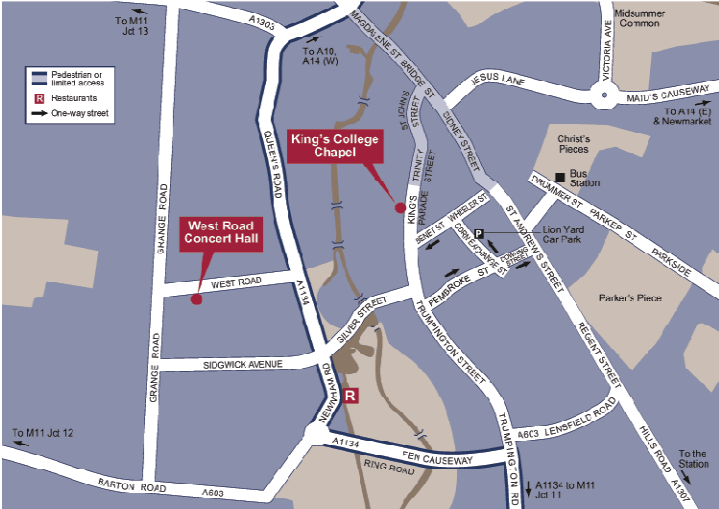 To M11
Jct 13
A1303
To A10,
A14 (W)
MAGDALENE ST
BRIDGE ST
Midsummer
Common
VICTORIA AVE
JESUS LANE
MAID'S CAUSEWAY
To A14 (E)
& Newmarket
Pedestrian or
limited access
R
Restaurants
One-way street
QUEEN'S ROAD
King's College
Chapel
ST JOHN'S
STREET
TRINITY
STREET
SIDNEY STREET
Christ's
Pieces
Bus
Station
DRUMMER ST
PARKER ST
PARKSIDE
GRANGE ROAD
West Road
Concert Hall
KING'S
PARADE
BENE'T ST
WHEELER ST
CORN EXCHANGE ST
P
Lion Yard
Car Park
ST ANDREWS STREET
DOWNING
STREET
PEMBROKE ST
WEST ROAD
A1134
SILVER STREET
TRUMPINGTON STREET
Parker's Piece
REGENT STREET
GRANGE ROAD
SIDGWICK AVENUE
NEWNHAM RD
R
To M11 Jct 12
A1134
FEN CAUSEWAY
RING ROAD
TRUMPINGTON RD
A603
LENSFIELD ROAD
HILLS ROAD
A1307
To the
Station
BARTON ROAD
A603
A1134 to M11
Jct 11